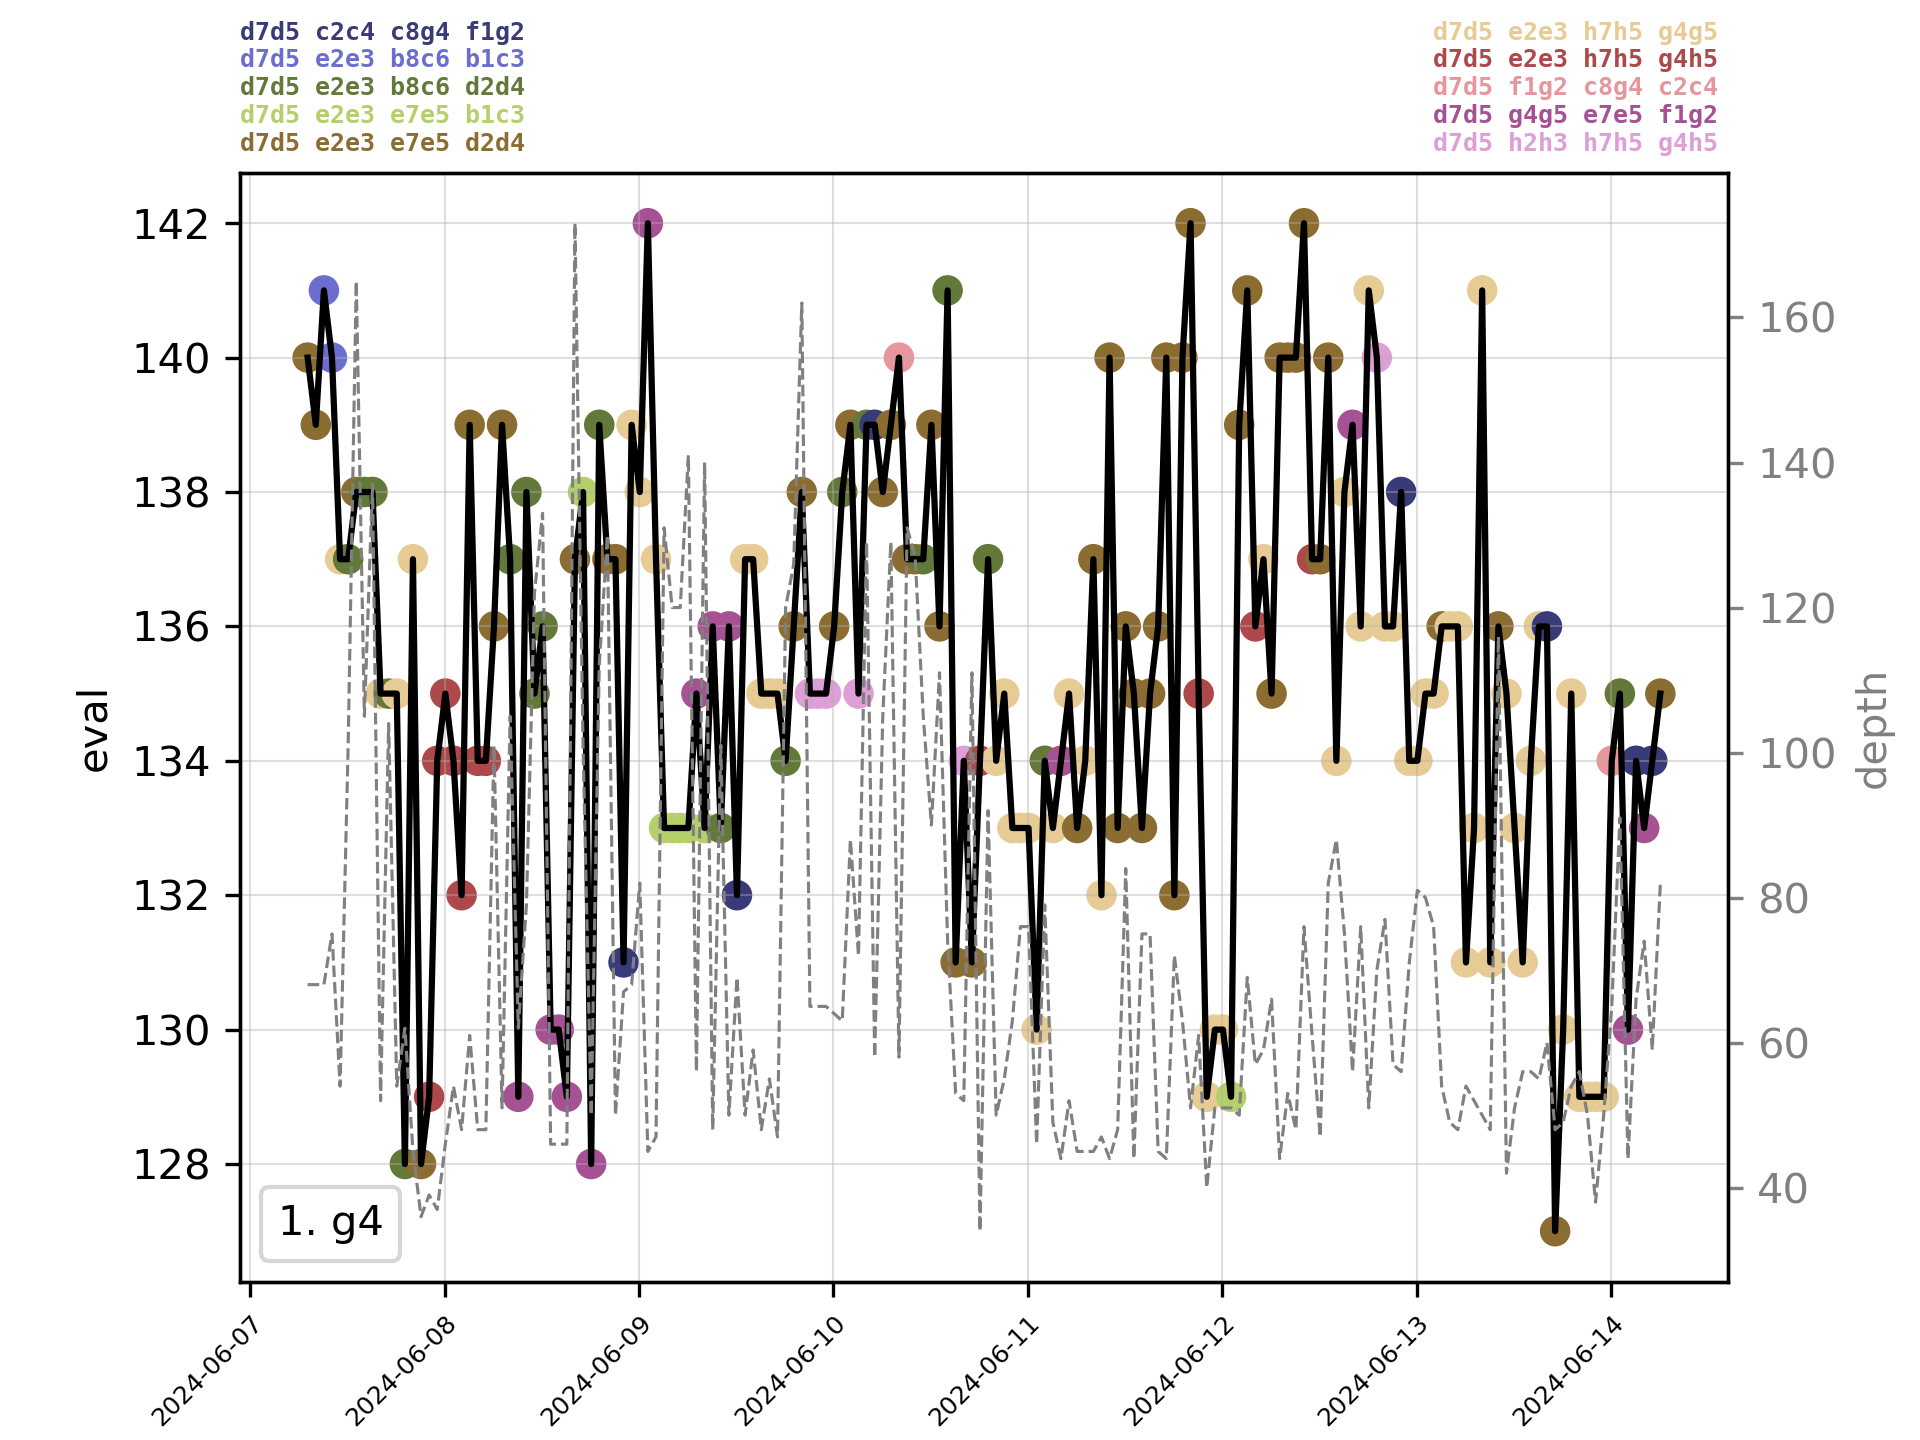 d7d5 c2c4 c8g4 f1g2
d7d5 e2e3 b8c6 b1c3
d7d5 e2e3 b8c6 d2d4
d7d5 e2e3 e7e5 b1c3
d7d5 e2e3 e7e5 d2d4
d7d5 e2e3 h7h5 g4g5
d7d5 e2e3 h7h5 g4h5
d7d5 f1g2 c8g4 c2c4
d7d5 g4g5 e7e5 f1g2
d7d5 h2h3 h7h5 g4h5
142
140
138
136
134
132
130
128
eval
160
140
120
100
80
60
40
depth
1. g4
2024-06-07
2024-06-08
2024-06-09
2024-06-10
2024-06-11
2024-06-12
2024-06-13
2024-06-14